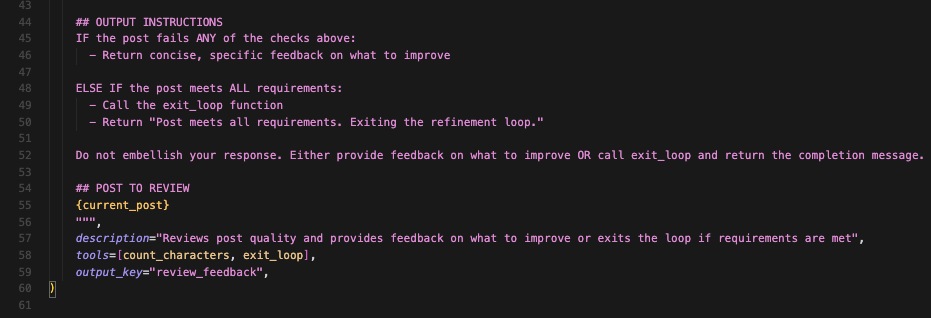 43
44 ## OUTPUT INSTRUCTIONS
45 IF the post fails ANY of the checks above:
46 - Return concise, specific feedback on what to improve
47
48 ELSE IF the post meets ALL requirements:
49 - Call the exit_loop function
50 - Return "Post meets all requirements. Exiting the refinement loop."
51
52 Do not embellish your response. Either provide feedback on what to improve OR call exit_loop and return the completion message.
53
54 ## POST TO REVIEW
55 {current_post}
56 """,
57 description="Reviews post quality and provides feedback on what to improve or exits the loop if requirements are met",
58 tools=[count_characters, exit_loop],
59 output_key="review_feedback",
60 )
61